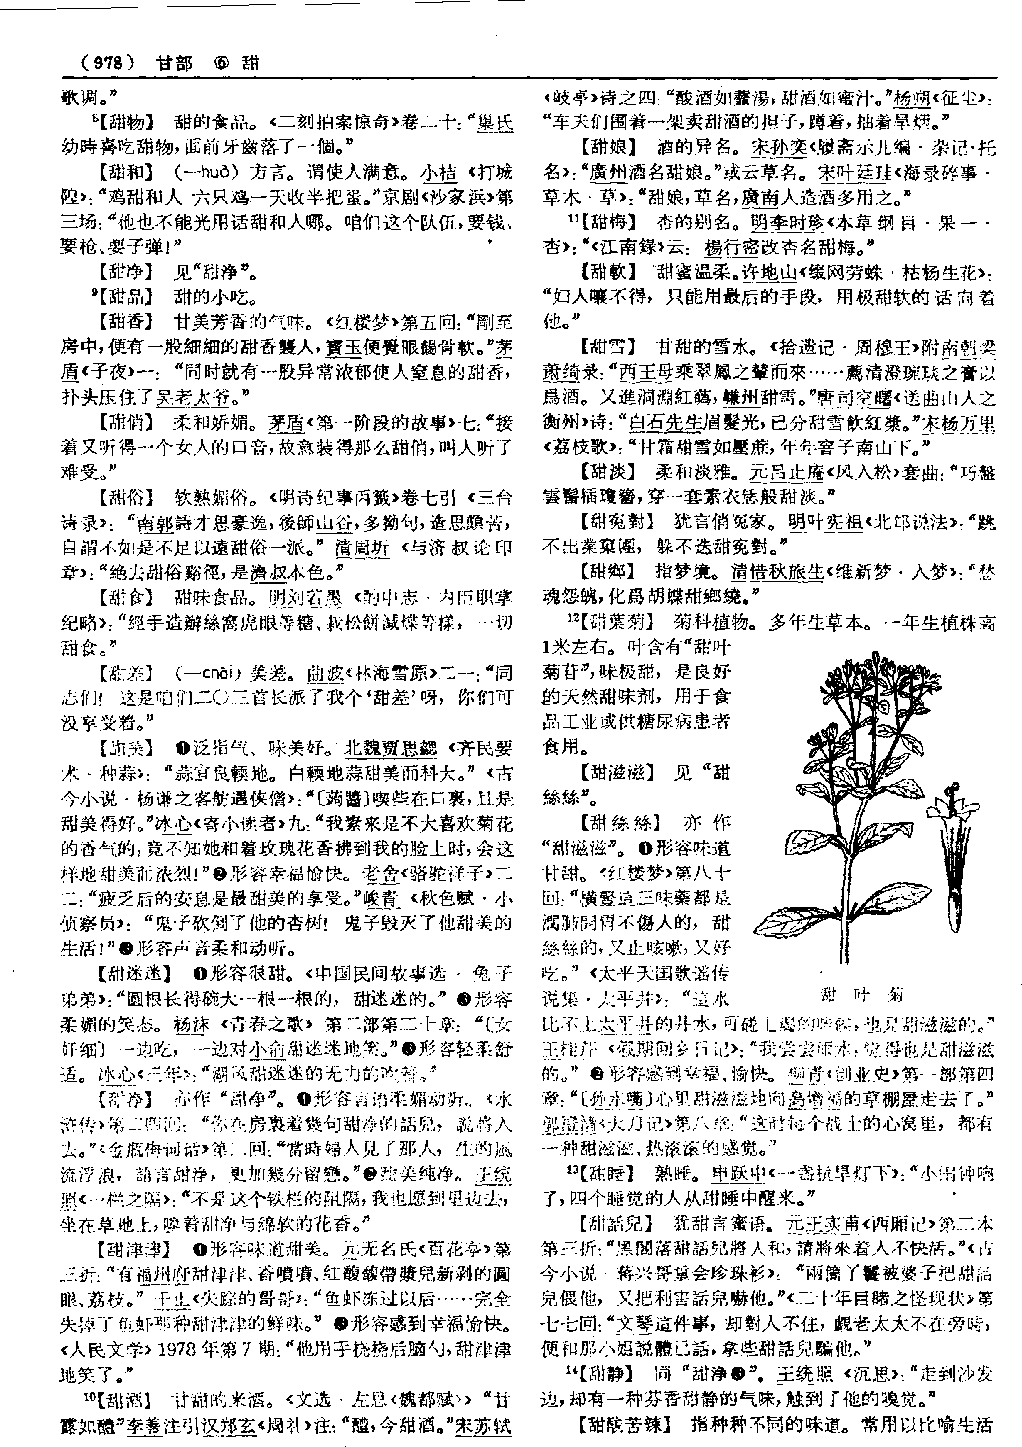 （978） 甘部 ⑥ 甜
歌调。”
⁸【甜物】 甜的食品。《二刻拍案惊奇》卷二十：“巢氏
幼時喜吃甜物，面前牙齒落了一個。”
【甜和】 （—huo）方言。谓使人满意。小桔《打城
隍》：“鸡甜和人 六只鸡一天收半把蛋。”京剧《沙家浜》第
三场：“他也不能光用话甜和人哪。咱们这个队伍，要钱、
要枪、要子弹！”
【甜净】 见“甜净”。
⁹【甜品】 甜的小吃。
【甜香】 甘美芳香的气味。《红楼梦》第五回：“剛至
房中，便有一股細細的甜香襲人，寶玉便覺眼餳骨軟。”茅
盾《子夜》一：“同时就有一股异常浓郁使人窒息的甜香，
扑头压住了吴老太爷。”
【甜俏】 柔和娇媚。茅盾《第一阶段的故事》七：“接
着又听得一个女人的口音，故意装得那么甜俏，叫人听了
难受。”
【甜俗】 软熟媚俗。《明诗纪事丙籤》卷七引《三台
诗录》：“南郭詩才思豪逸，後師山谷，多拗句，造思頗苦，
自謂不如是不足以遠甜俗一派。”清周圻《与济叔论印
章》：“绝去甜俗谿徑，是濟叔本色。”
【甜食】 甜味食品。明刘若愚《酌中志·内臣职掌
纪略》：“經手造辦絲窩虎眼等糖、栽松餅減煠等樣，一切
甜食。”
【甜差】 （—chāi）美差。曲波《林海雪原》二一：“同
志们！这是咱们二〇三首长派了我个‘甜差’呀，你们可
没享受着。”
【甜美】 ❶泛指气、味美好。北魏贾思勰《齐民要
术·种蒜》：“蒜宜良輭地。白輭地蒜甜美而科大。”《古
今小说·杨谦之客舫遇侠僧》：“〔蒟醬〕喫些在口裏，且是
甜美得好。”冰心《寄小读者》九：“我素来是不大喜欢菊花
的香气的，竟不知她和着玫瑰花香拂到我的脸上时，会这
样地甜美而浓烈！”❷形容幸福愉快。老舍《骆驼祥子》二
二：“疲乏后的安息是最甜美的享受。”峻青《秋色赋·小
侦察员》：“鬼子砍倒了他的杏树！鬼子毁灭了他甜美的
生活！”❸形容声音柔和动听。
【甜迷迷】 ❶形容很甜。《中国民间故事选·兔子
弟弟》：“圆根长得碗大一根一根的，甜迷迷的。”❷形容
柔媚的笑态。杨沫《青春之歌》第二部第二十章：“〔女
奸细〕一边吃，一边对小俞甜迷迷地笑。”❸形容轻柔舒
适。冰心《三年》：“湖风甜迷迷的无力的吹着。”
【甜净】 亦作“甜净”。❶形容言语柔媚动听。《水
浒传》第二四回：“你在房裏着幾句甜净的話兒，説將入
去。”《金瓶梅词话》第二回：“當時婦人見了那人，生的風
流浮浪，語言甜净，更加幾分留戀。”❷甜美纯净。王统
照《一栏之隔》：“不是这个铁栏的阻隔，我也愿到里边去，
坐在草地上，嗅着甜净与绵软的花香。”
【甜津津】 ❶形容味道甜美。元无名氏《百花亭》第
三折：“有福州府甜津津、香噴噴、紅馥馥帶漿兒新剥的圓
眼、荔枝。”于止《失踪的哥哥》：“鱼虾冻过以后……完全
失掉了鱼虾那种甜津津的鲜味。”❷形容感到幸福愉快。
《人民文学》1978年第7期：“他用手挠挠后脑勺，甜津津
地笑了。”
¹⁰【甜酒】 甘甜的米酒。《文选·左思〈魏都赋〉》“甘
露如醴”李善注引汉郑玄《周礼》注：“醴，今甜酒。”宋苏轼
《岐亭》诗之四：“酸酒如虀湯，甜酒如蜜汁。”杨朔《征尘》：
“车夫们围着一架卖甜酒的担子，蹲着，抽着旱烟。”
【甜娘】 酒的异名。宋孙奕《履斋示儿编·杂记·托
名》：“廣州酒名甜娘。”或云草名。宋叶廷珪《海录碎事·
草木·草》：“甜娘，草名，廣南人造酒多用之。”
¹¹【甜梅】 杏的别名。明李时珍《本草纲目·果一·
杏》：“《江南錄》云：楊行密改杏名甜梅。”
【甜軟】 甜蜜温柔。许地山《缀网劳蛛·枯杨生花》：
“妇人嚷不得，只能用最后的手段，用极甜软的话向着
他。”
【甜雪】 甘甜的雪水。《拾遗记·周穆王》附南朝梁
萧绮录：“西王母乘翠鳳之輦而來……薦清澄琬琰之膏以
爲酒。又進洞淵紅蘤，嵊州甜雪。”唐司空曙《送曲山人之
衡州》诗：“白石先生眉髮光，已分甜雪飲紅漿。”宋杨万里
《荔枝歌》：“甘霜甜雪如壓蔗，年年窨子南山下。”
【甜淡】 柔和淡雅。元吕止庵《风入松》套曲：“巧盤
雲髻插瓊簪，穿一套素衣恁般甜淡。”
【甜冤對】 犹言俏冤家。明叶宪祖《北邙说法》：“跳
不出業窠圍，躲不迭甜冤對。”
【甜鄉】 指梦境。清惜秋旅生《维新梦·入梦》：“愁
魂怨魄，化爲胡蝶甜鄉繞。”
¹²【甜葉菊】 菊科植物。多年生草本。一年生植株高
1米左右。叶含有“甜叶
菊苷”，味极甜，是良好
的天然甜味剂，用于食
品工业或供糖尿病患者
食用。
【甜滋滋】 见“甜
絲絲”。
【甜絲絲】 亦作
“甜滋滋”。❶形容味道
甘甜。《红楼梦》第八十
回：“橫豎這三味藥都是
潤肺開胃不傷人的，甜
絲絲的，又止咳嗽，又好
吃。”《太平天国歌谣传
说集·太平井》：“這水
比不上太平井的井水，可碰上渴的时候，也是甜滋滋的。”
王桂芹《假期回乡日记》：“我尝尝雨水，觉得也是甜滋滋
的。”❷形容感到幸福、愉快。柳青《创业史》第一部第四
章：“〔孙水嘴〕心里甜滋滋地向高增福的草棚屋走去了。”
郭澄清《大刀记》第八章：“这时每个战士的心窝里，都有
一种甜滋滋、热滚滚的感觉。”
¹³【甜睡】 熟睡。申跃中《一盏抗旱灯下》：“小闹钟响
了，四个睡觉的人从甜睡中醒来。”
【甜話兒】 犹甜言蜜语。元王实甫《西厢记》第二本
第三折：“黑閣落甜話兒將人和，請將來着人不快活。”《古
今小说·蒋兴哥重会珍珠衫》：“兩個丫鬟被婆子把甜話
兒偎他，又把利害話兒嚇他。”《二十年目睹之怪现状》第
七七回：“文琴這件事，却對人不住，覷老太太不在旁時，
便和那小姐説體己話，拿些甜話兒騙他。”
¹⁴【甜静】 同“甜净❷”。王统照《沉思》：“走到沙发
边，却有一种芬香甜静的气味，触到了他的嗅觉。”
【甜酸苦辣】 指种种不同的味道。常用以比喻生活
甜 叶 菊